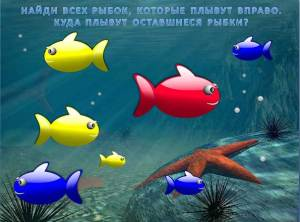 НАЙДИ ВСЕХ РЫБОК, КОТОРЫЕ ПЛЫВУТ ВПРАВО.
КУДА ПЛЫВУТ ОСТАВШИЕСЯ РЫБКИ?